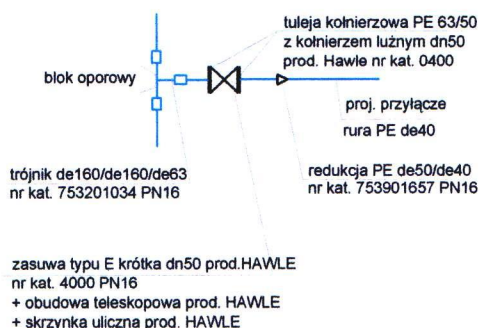 tuleja kołnierzowa PE 63/50
z kołnierzem luźnym dn50
prod. Hawle nr kat. 0400
blok oporowy
proj. przyłącze
rura PE de40
trójnik de160/de160/de63
nr kat. 753201034 PN16
redukcja PE de50/de40
nr kat. 753901657 PN16
zasuwa typu E krótka dn50 prod.HAWLE
nr kat. 4000 PN16
+ obudowa teleskopowa prod. HAWLE
+ skrzynka uliczna prod. HAWLE